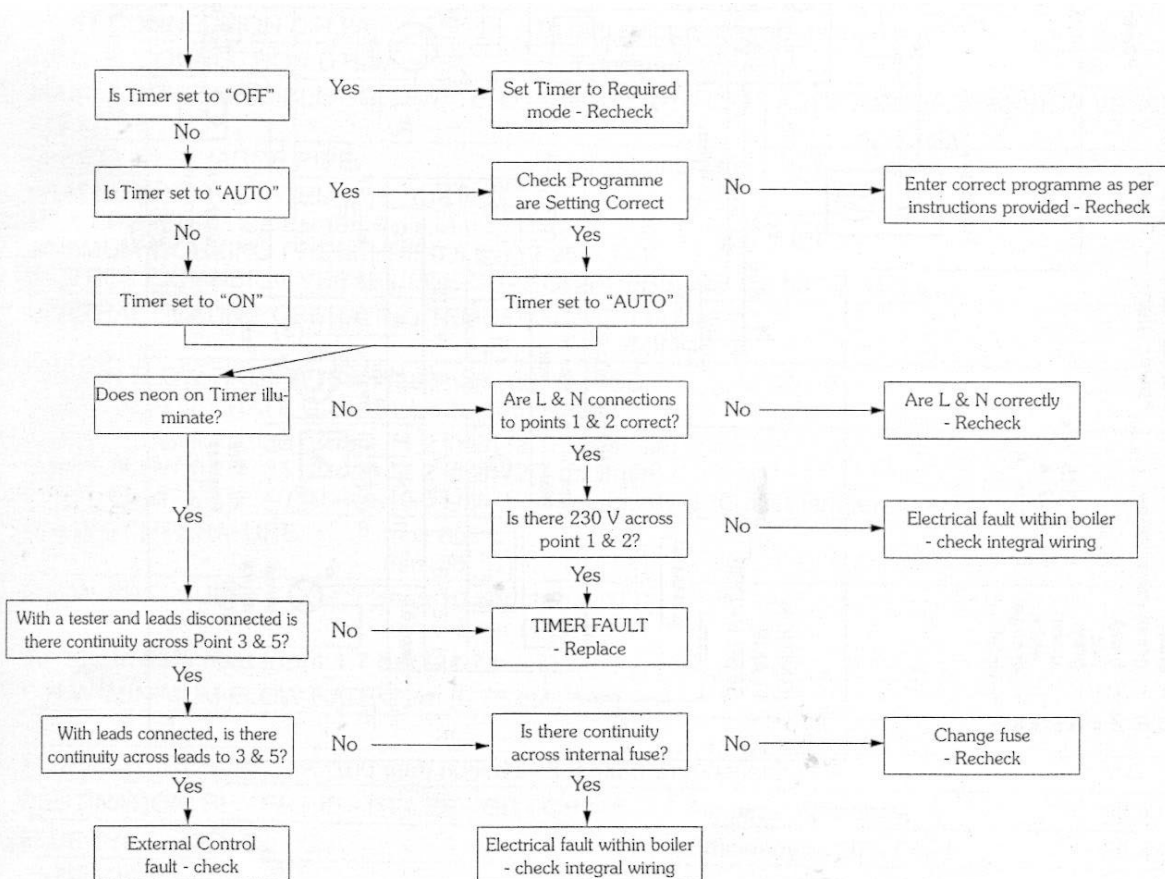 Is Timer set to “OFF”
Yes
Set Timer to Required
mode - Recheck
No
Is Timer set to “AUTO”
Yes
Check Programme
are Setting Correct
No
Enter correct programme as per
instructions provided - Recheck
No
Yes
Timer set to “ON”
Timer set to “AUTO”
Does neon on Timer illu-
minate?
No
Are L & N connections
to points 1 & 2 correct?
No
Are L & N correctly
- Recheck
Yes
Yes
Is there 230 V across
point 1 & 2?
No
Electrical fault within boiler
- check integral wiring
Yes
With a tester and leads disconnected is
there continuity across Point 3 & 5?
No
TIMER FAULT
- Replace
Yes
With leads connected, is there
continuity across leads to 3 & 5?
No
Is there continuity
across internal fuse?
No
Change fuse
- Recheck
Yes
Yes
External Control
fault - check
Electrical fault within boiler
- check integral wiring